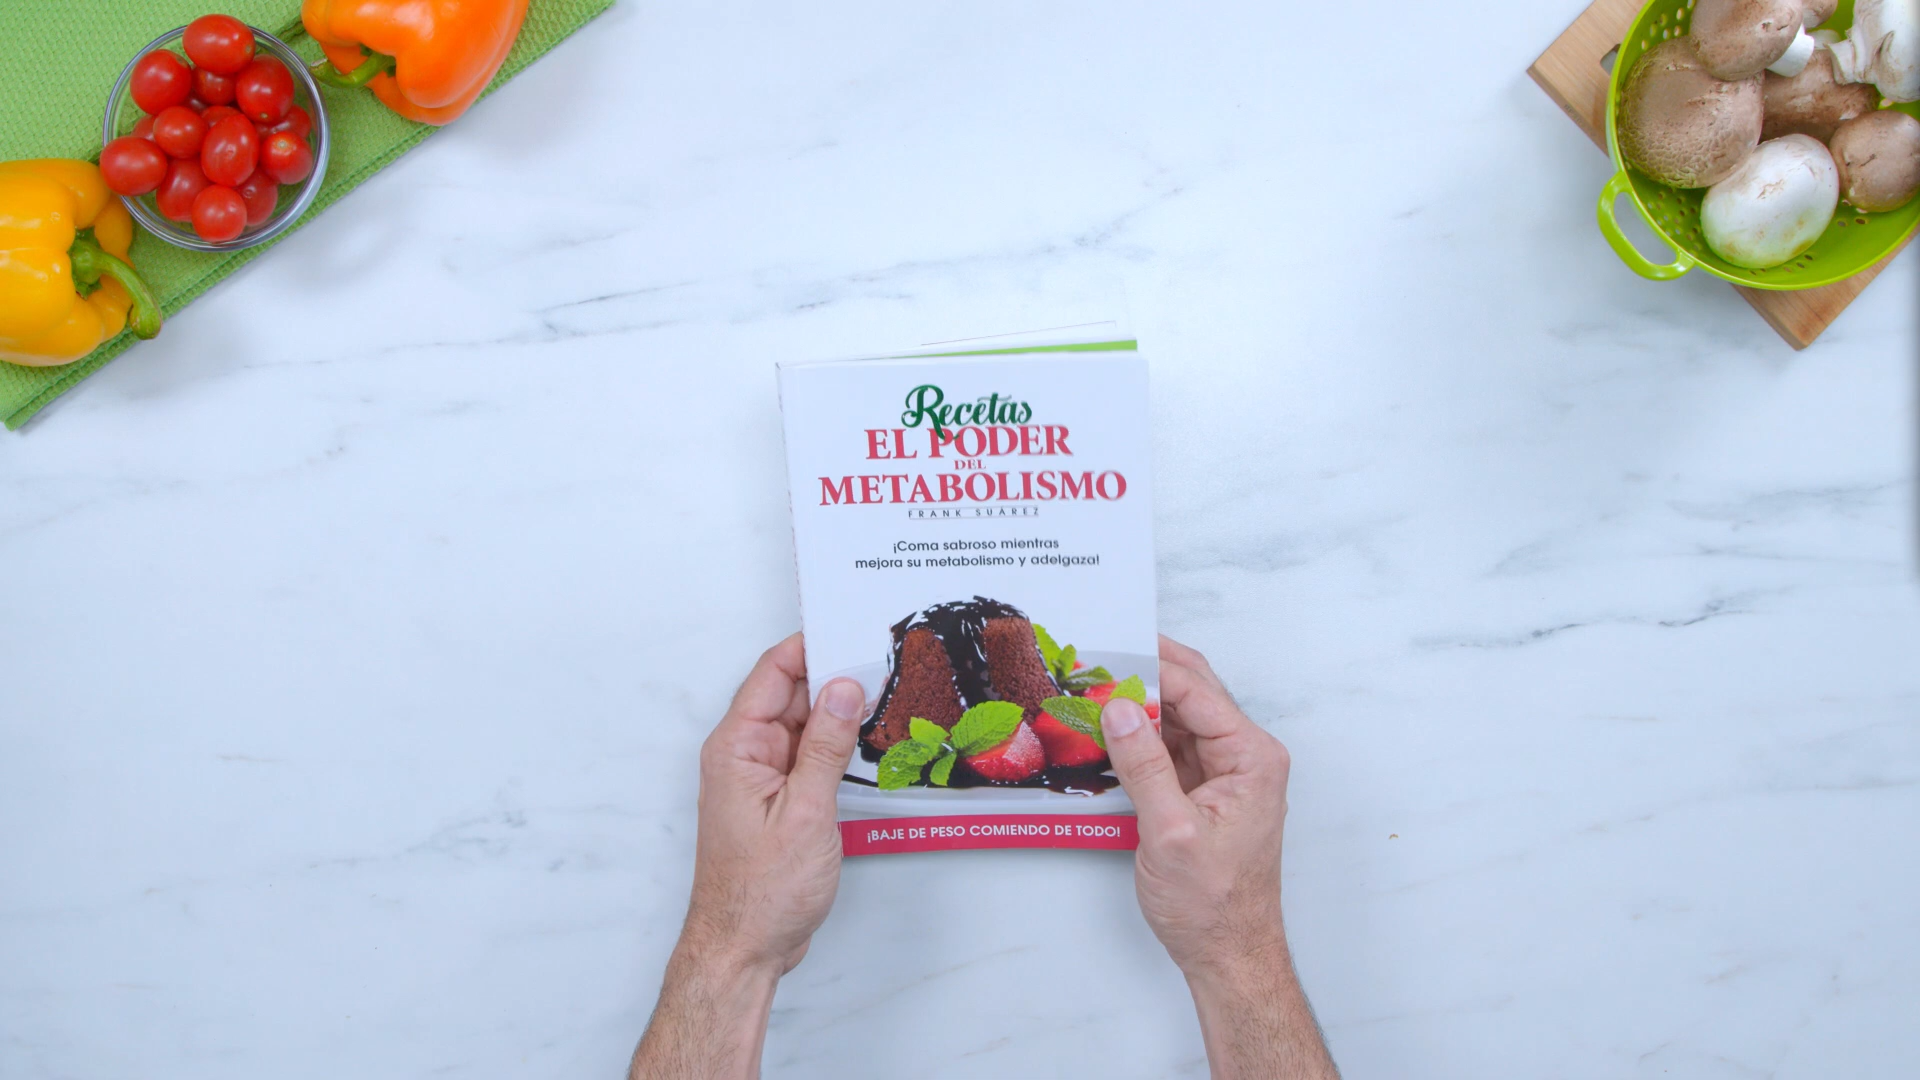 Recetas
EL PODER
DEL
METABOLISMO
FRANK SUÁREZ
¡Coma sabroso mientras
mejora su metabolismo y adelgaza!
¡BAJE DE PESO COMIENDO DE TODO!